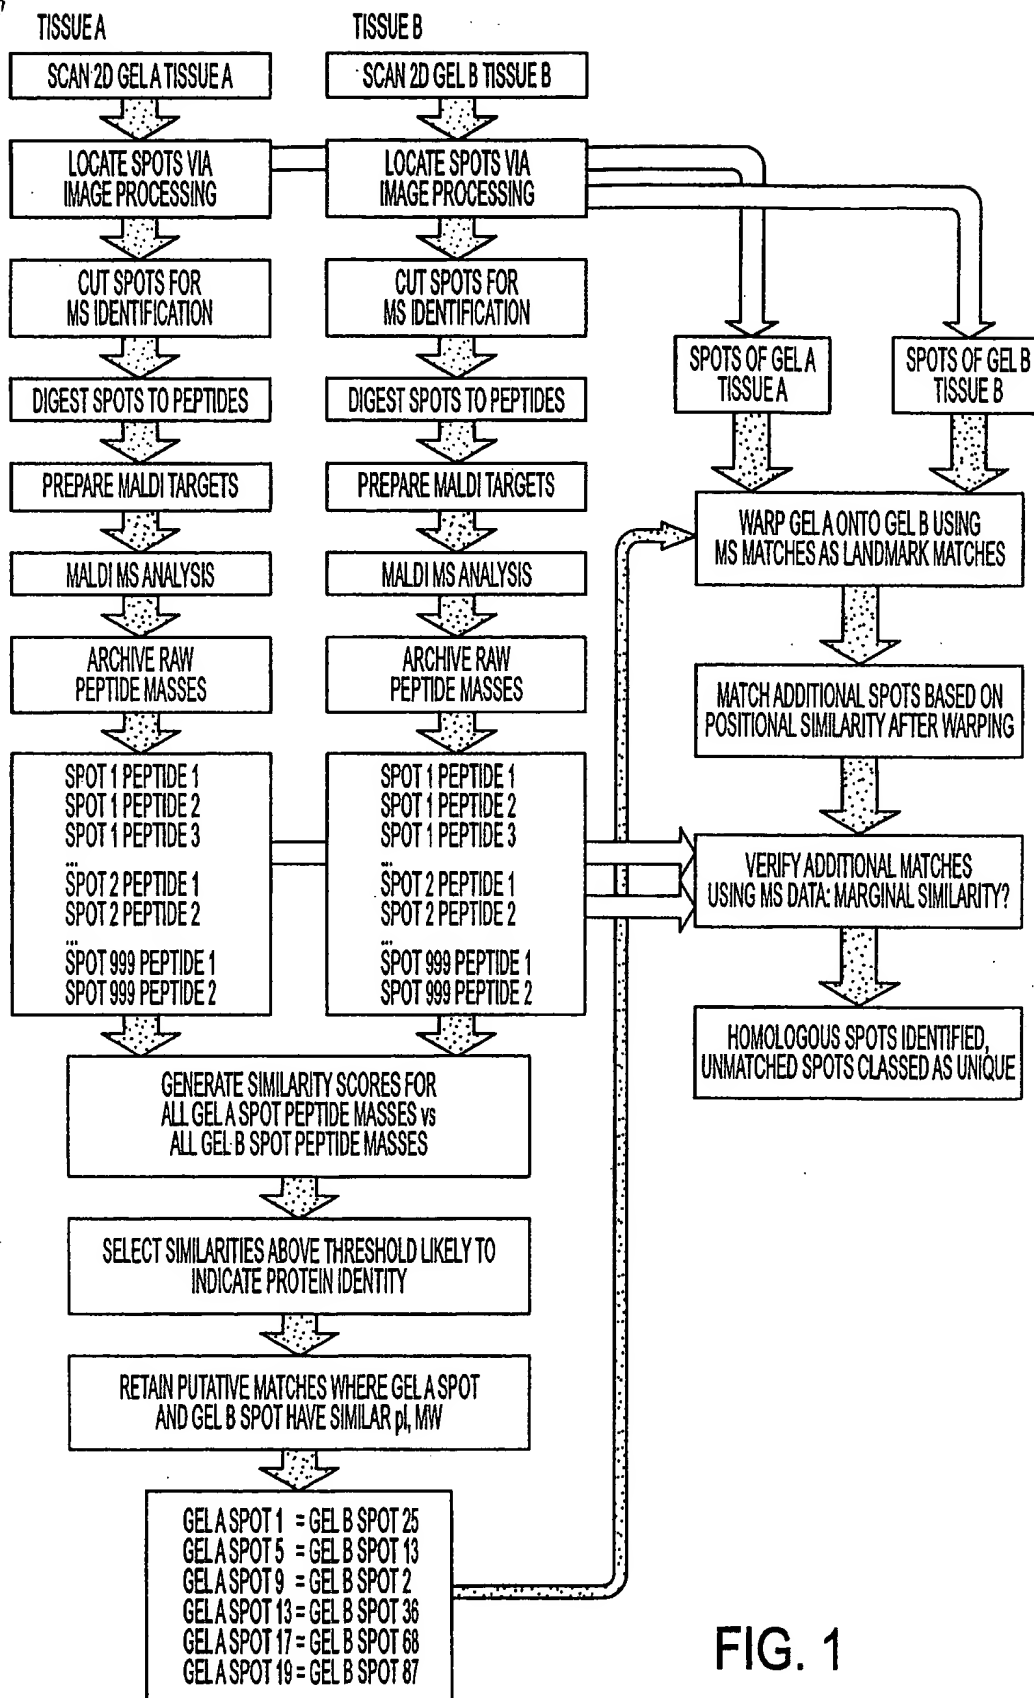 TISSUE A
SCAN 2D GEL A TISSUE A
LOCATE SPOTS VIA
IMAGE PROCESSING
CUT SPOTS FOR
MS IDENTIFICATION
DIGEST SPOTS TO PEPTIDES
PREPARE MALDI TARGETS
MALDI MS ANALYSIS
ARCHIVE RAW
PEPTIDE MASSES
SPOT 1 PEPTIDE 1
SPOT 1 PEPTIDE 2
SPOT 1 PEPTIDE 3
...
SPOT 2 PEPTIDE 1
SPOT 2 PEPTIDE 2
...
SPOT 999 PEPTIDE 1
SPOT 999 PEPTIDE 2
TISSUE B
SCAN 2D GEL B TISSUE B
LOCATE SPOTS VIA
IMAGE PROCESSING
CUT SPOTS FOR
MS IDENTIFICATION
DIGEST SPOTS TO PEPTIDES
PREPARE MALDI TARGETS
MALDI MS ANALYSIS
ARCHIVE RAW
PEPTIDE MASSES
SPOT 1 PEPTIDE 1
SPOT 1 PEPTIDE 2
SPOT 1 PEPTIDE 3
...
SPOT 2 PEPTIDE 1
SPOT 2 PEPTIDE 2
...
SPOT 999 PEPTIDE 1
SPOT 999 PEPTIDE 2
GENERATE SIMILARITY SCORES FOR
ALL GEL A SPOT PEPTIDE MASSES vs
ALL GEL B SPOT PEPTIDE MASSES
SELECT SIMILARITIES ABOVE THRESHOLD LIKELY TO
INDICATE PROTEIN IDENTITY
RETAIN PUTATIVE MATCHES WHERE GEL A SPOT
AND GEL B SPOT HAVE SIMILAR pI, MW
GEL A SPOT 1 = GEL B SPOT 25
GEL A SPOT 5 = GEL B SPOT 13
GEL A SPOT 9 = GEL B SPOT 2
GEL A SPOT 13 = GEL B SPOT 36
GEL A SPOT 17 = GEL B SPOT 68
GEL A SPOT 19 = GEL B SPOT 87
SPOTS OF GEL A
TISSUE A
SPOTS OF GEL B
TISSUE B
WARP GEL A ONTO GEL B USING
MS MATCHES AS LANDMARK MATCHES
MATCH ADDITIONAL SPOTS BASED ON
POSITIONAL SIMILARITY AFTER WARPING
VERIFY ADDITIONAL MATCHES
USING MS DATA: MARGINAL SIMILARITY?
HOMOLOGOUS SPOTS IDENTIFIED,
UNMATCHED SPOTS CLASSED AS UNIQUE
FIG. 1